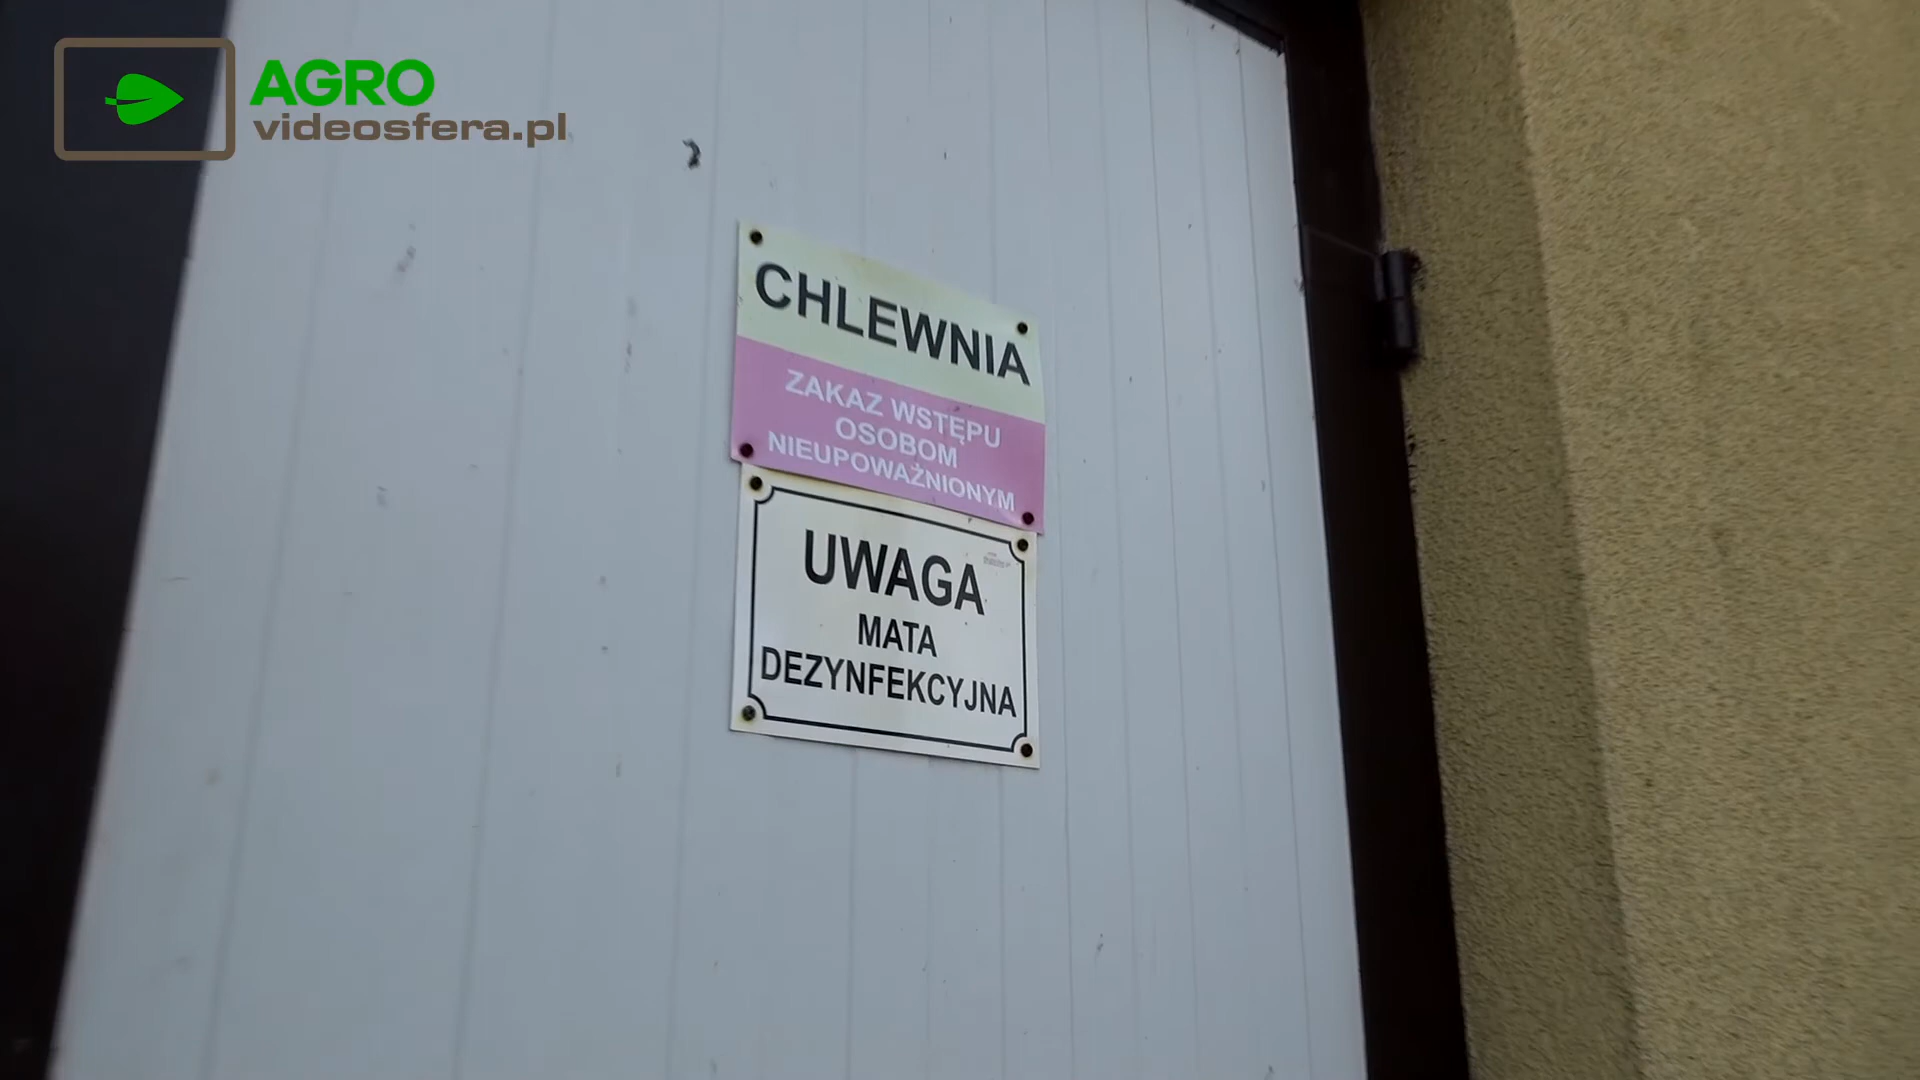 AGRO
videosfera.pl
CHLEWNIA
ZAKAZ WSTĘPU
OSOBOM
NIEUPOWAŻNIONYM
UWAGA
MATA
DEZYNFEKCYJNA